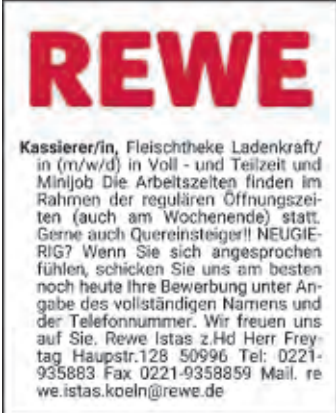 REWE
Kassierer/in, Fleischtheke Ladenkraft/
in (m/w/d) in Voll - und Teilzeit und
Minijob Die Arbeitszeiten finden im
Rahmen der regulären Öffnungszei-
ten (auch am Wochenende) statt.
Gerne auch Quereinsteiger!! NEUGIE-
RIG? Wenn Sie sich angesprochen
fühlen, schicken Sie uns am besten
noch heute Ihre Bewerbung unter An-
gabe des vollständigen Namens und
der Telefonnummer. Wir freuen uns
auf Sie. Rewe Istas z.Hd Herr Frey-
tag Haupstr.128 50996 Tel: 0221-
935883 Fax 0221-9358859 Mail. re
we.istas.koeln@rewe.de